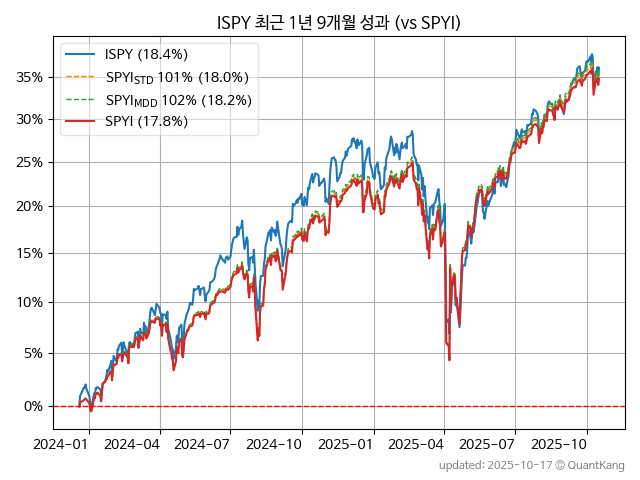 ISPY 최근 1년 9개월 성과 (vs SPYI)
ISPY (18.4%)
SPYI_STD 101% (18.0%)
SPYI_MDD 102% (18.2%)
SPYI (17.8%)
35%
30%
25%
20%
15%
10%
5%
0%
2024-01 2024-04 2024-07 2024-10 2025-01 2025-04 2025-07 2025-10
updated: 2025-10-17 © QuantKang